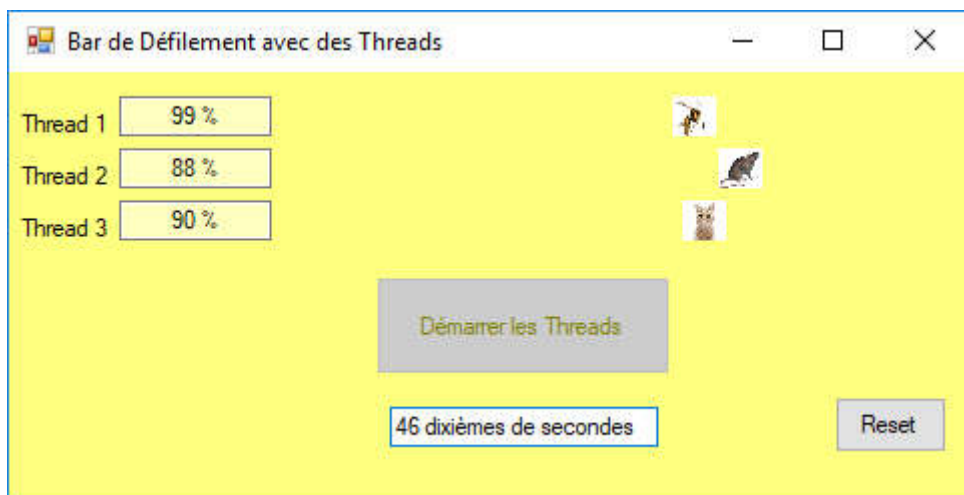 Bar de Défilement avec des Threads
Thread 1 99 %
Thread 2 88 %
Thread 3 90 %
Démarrer les Threads
46 dixièmes de secondes
Reset